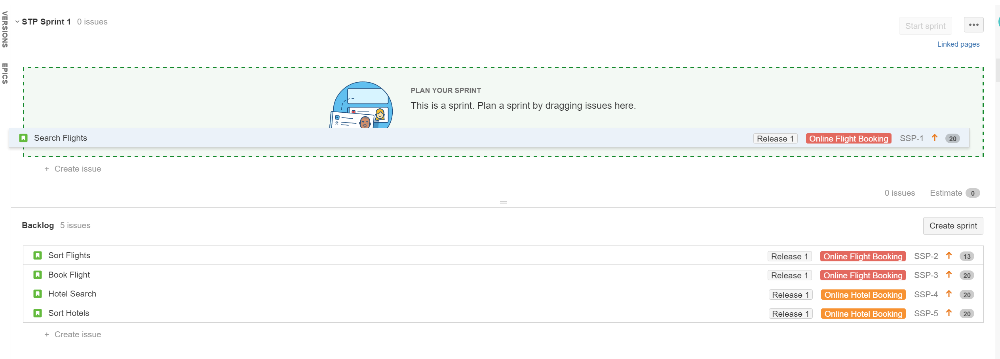 VERSIONS
EPICS
STP Sprint 1 0 issues
Start sprint
•••
Linked pages
PLAN YOUR SPRINT
This is a sprint. Plan a sprint by dragging issues here.
Search Flights Release 1 Online Flight Booking SSP-1 20
+ Create issue
0 issues Estimate 0
Backlog 5 issues
Create sprint
Sort Flights Release 1 Online Flight Booking SSP-2 13
Book Flight Release 1 Online Flight Booking SSP-3 20
Hotel Search Release 1 Online Hotel Booking SSP-4 20
Sort Hotels Release 1 Online Hotel Booking SSP-5 20
+ Create issue